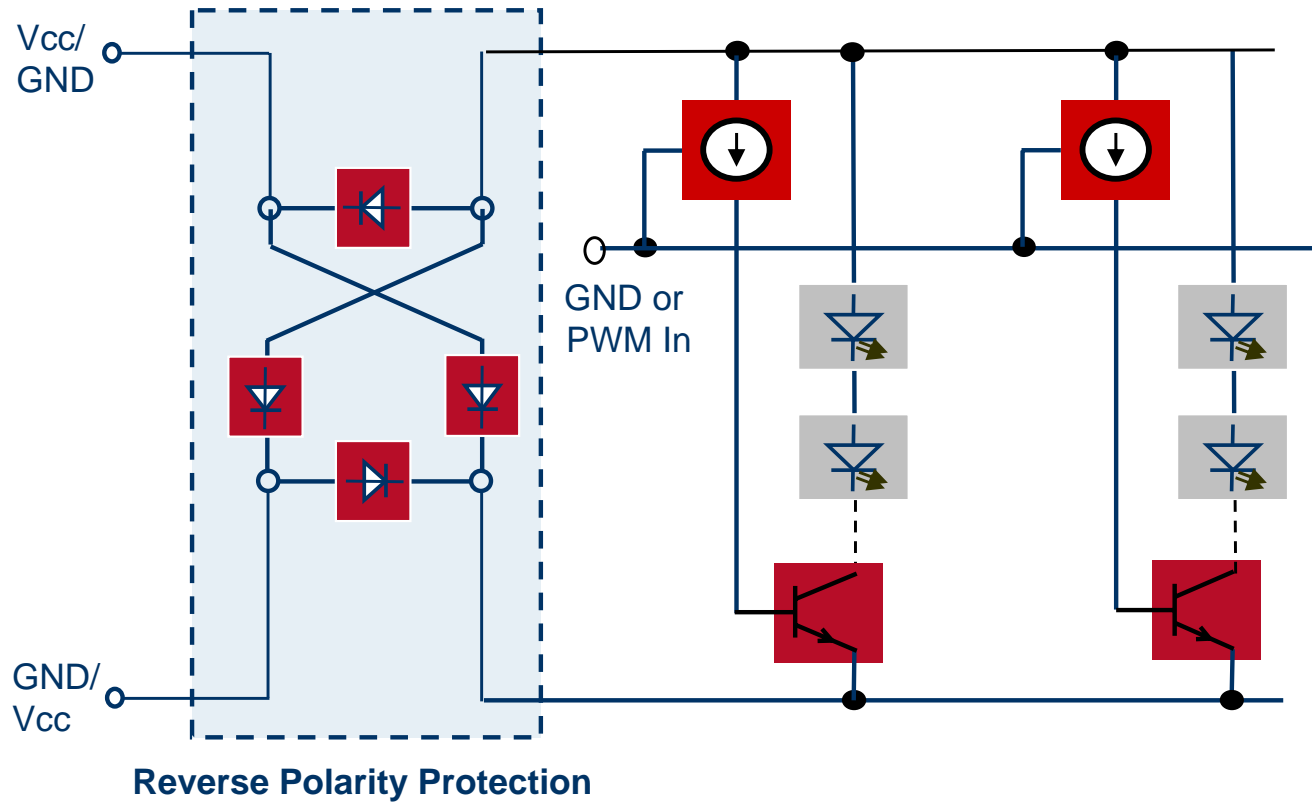 Vcc/
GND
GND or
PWM In
GND/
Vcc
Reverse Polarity Protection